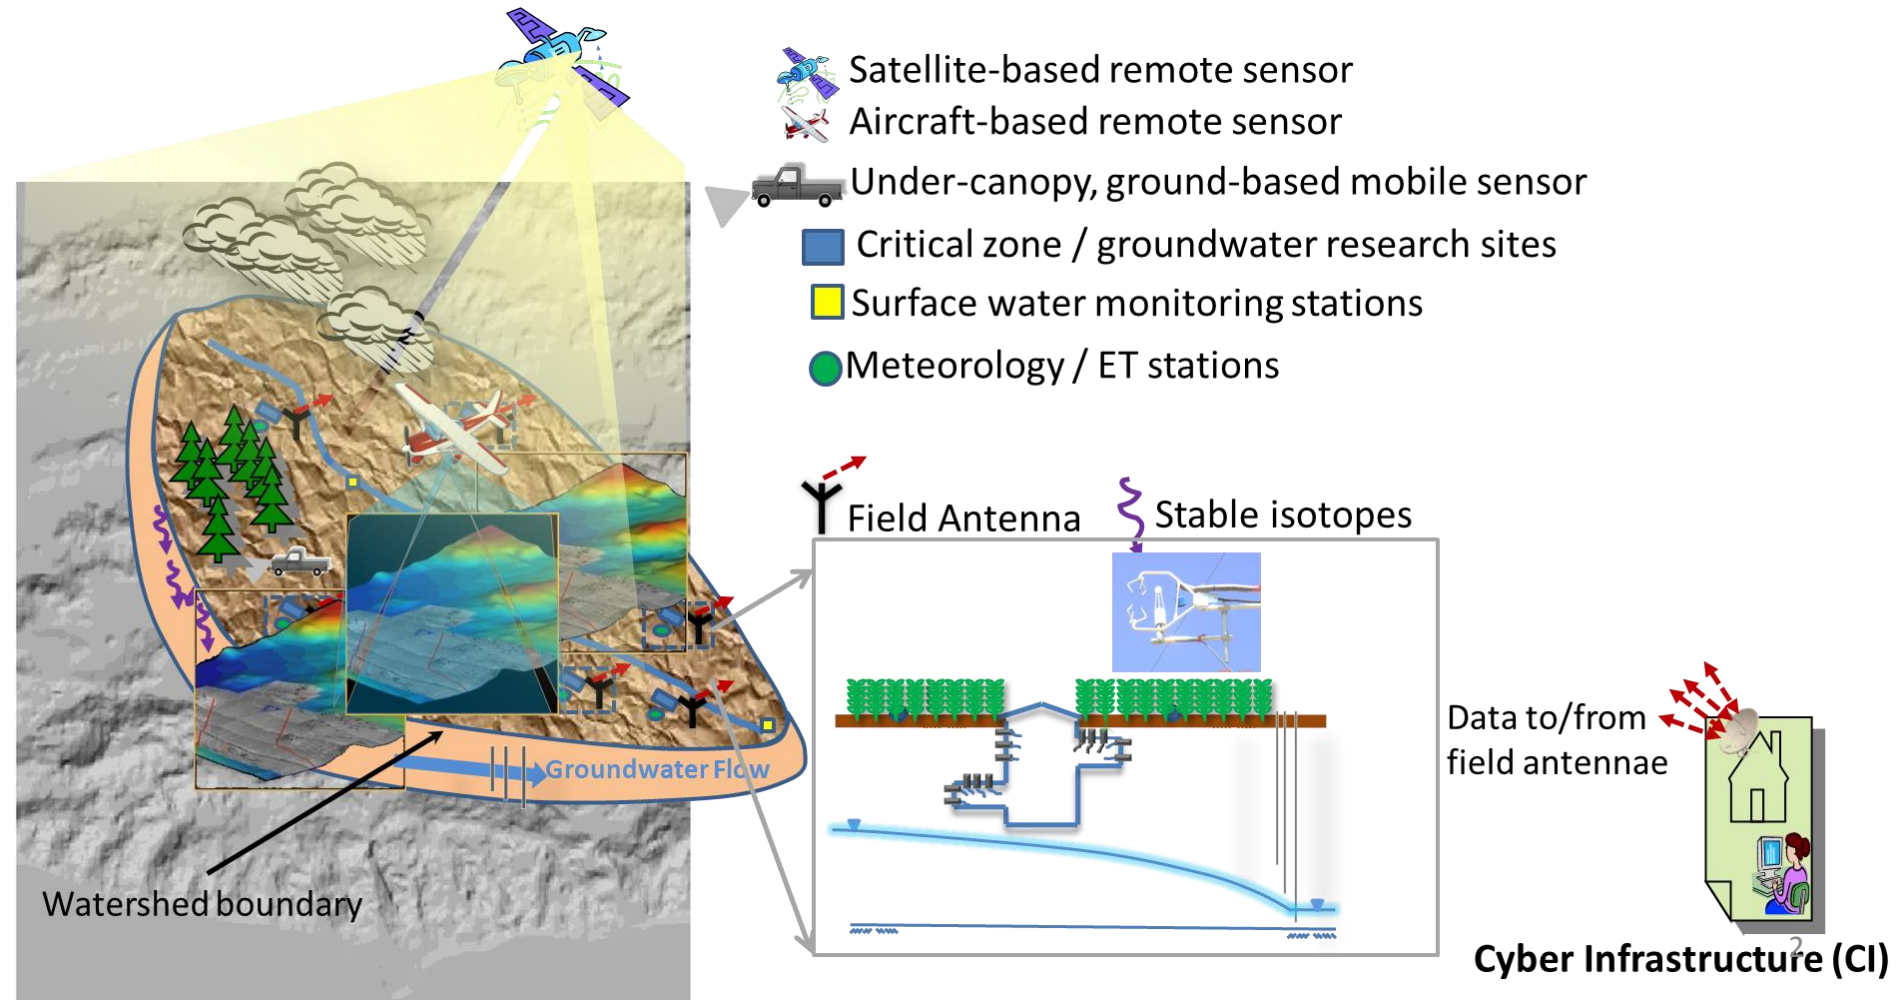 Satellite-based remote sensor
Aircraft-based remote sensor
Under-canopy, ground-based mobile sensor
Critical zone / groundwater research sites
Surface water monitoring stations
Meteorology / ET stations
Field Antenna
Stable isotopes
Groundwater Flow
Watershed boundary
Data to/from
field antennae
2
Cyber Infrastructure (CI)